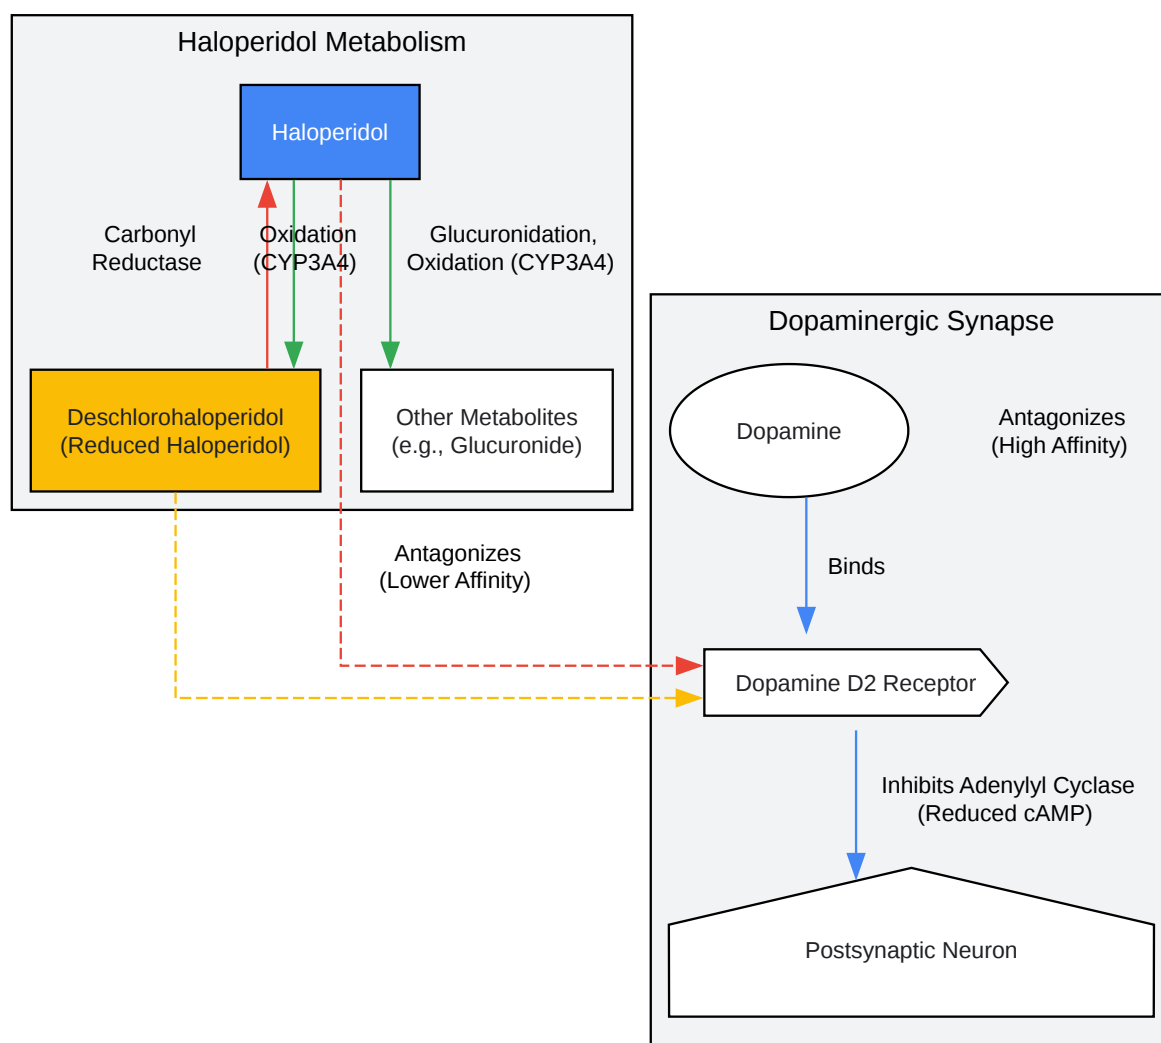 Haloperidol Metabolism
Haloperidol
Carbonyl
Reductase
Oxidation
(CYP3A4)
Glucuronidation,
Oxidation (CYP3A4)
Deschlorohaloperidol
(Reduced Haloperidol)
Other Metabolites
(e.g., Glucuronide)
Antagonizes
(Lower Affinity)
Dopaminergic Synapse
Dopamine
Antagonizes
(High Affinity)
Binds
Dopamine D2 Receptor
Inhibits Adenylyl Cyclase
(Reduced cAMP)
Postsynaptic Neuron